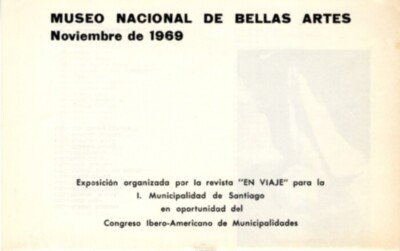 MUSEO NACIONAL DE BELLAS ARTES
Noviembre de 1969
Exposición organizada por la revista "EN VIAJE" para la
I. Municipalidad de Santiago
en oportunidad del
Congreso Ibero-Americano de Municipalidades